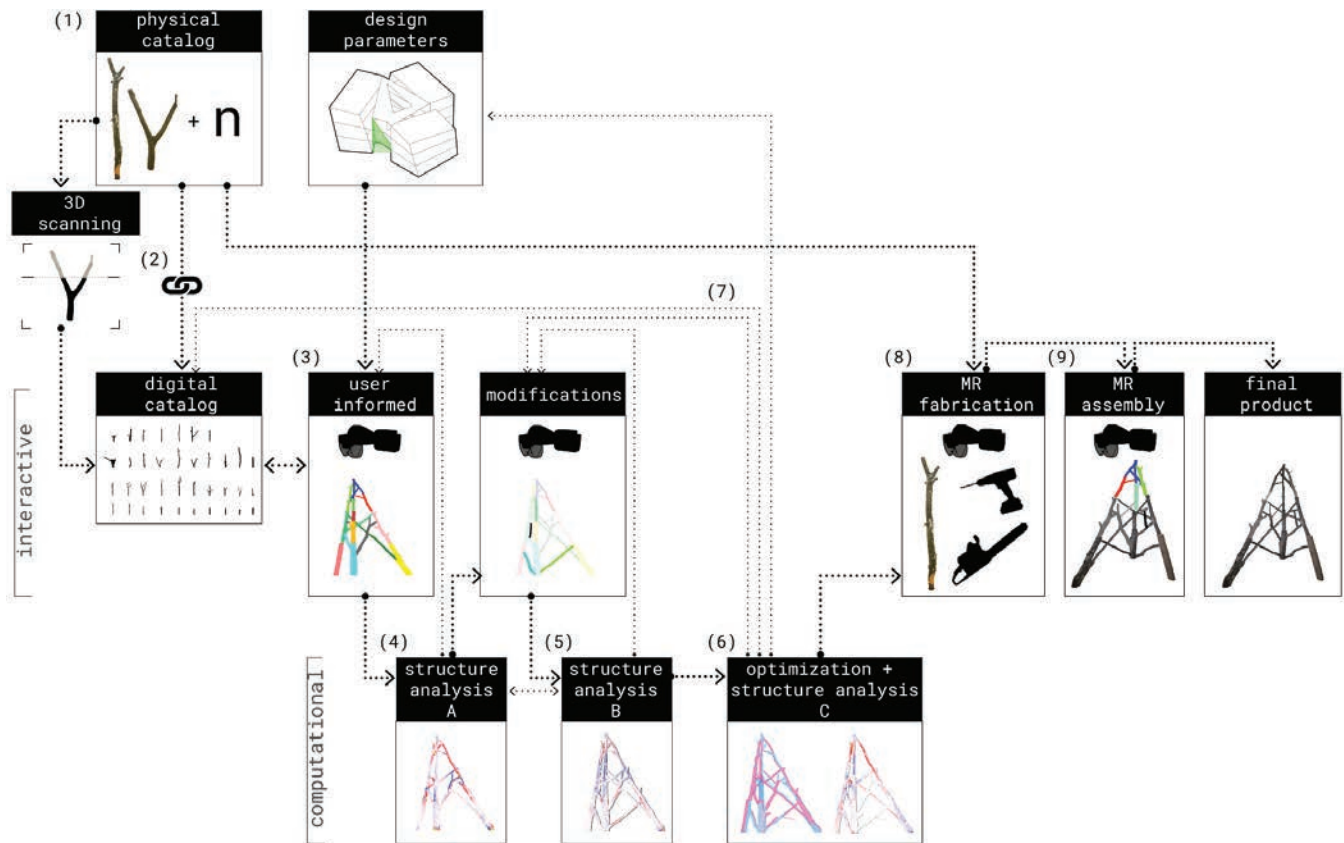 (1)
physical
catalog
+ n
design
parameters
3D
scanning
(2)
(7)
digital
catalog
(3)
user
informed
modifications
(8)
MR
fabrication
(9)
MR
assembly
final
product
interactive
(4)
structure
analysis
A
(5)
structure
analysis
B
(6)
optimization +
structure analysis
C
computational